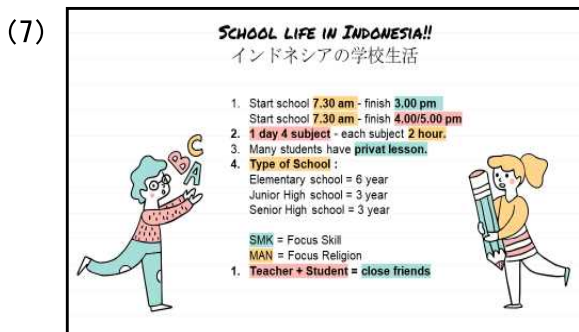 (7)
SCHOOL LIFE IN INDONESIA!!
インドネシアの学校生活
1. Start school 7.30 am - finish 3.00 pm
Start school 7.30 am - finish 4.00/5.00 pm
2. 1 day 4 subject - each subject 2 hour.
3. Many students have privat lesson.
4. Type of School :
Elementary school = 6 year
Junior High school = 3 year
Senior High school = 3 year
SMK = Focus Skill
MAN = Focus Religion
1. Teacher + Student = close friends
B C
A